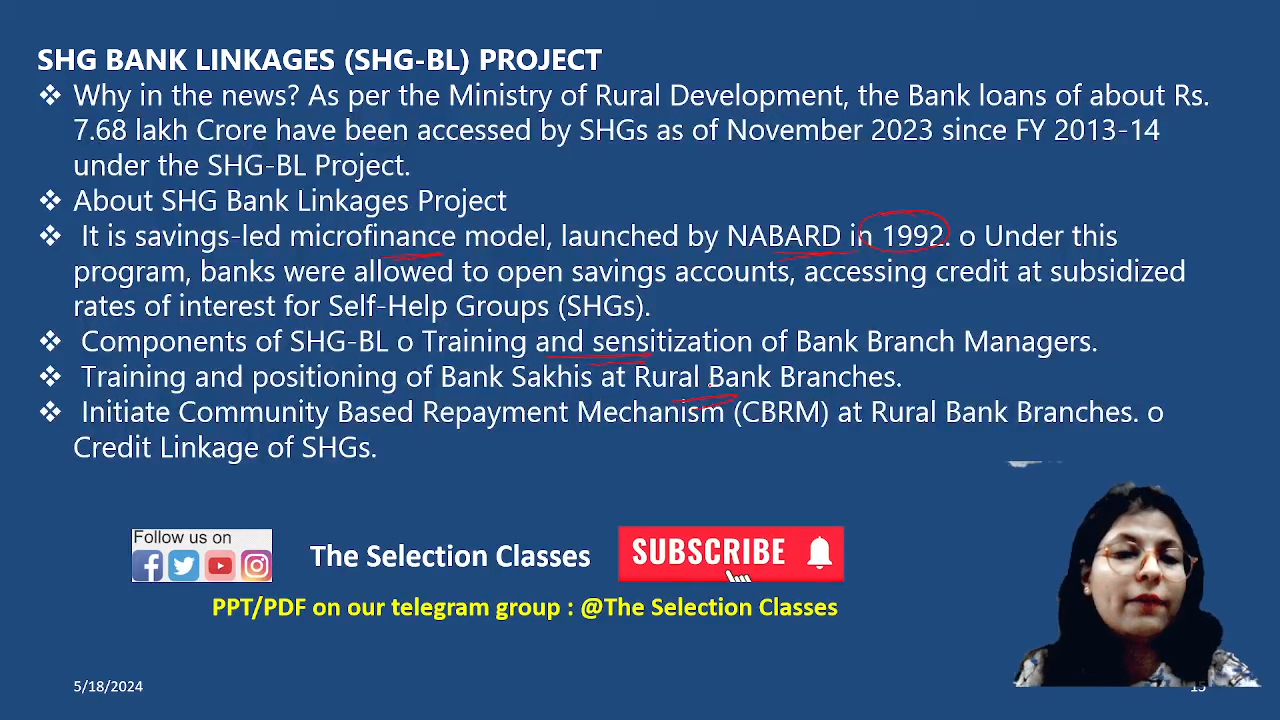 SHG BANK LINKAGES (SHG-BL) PROJECT
❖ Why in the news? As per the Ministry of Rural Development, the Bank loans of about Rs.
7.68 lakh Crore have been accessed by SHGs as of November 2023 since FY 2013-14
under the SHG-BL Project.
❖ About SHG Bank Linkages Project
❖ It is savings-led microfinance model, launched by NABARD in 1992. o Under this
program, banks were allowed to open savings accounts, accessing credit at subsidized
rates of interest for Self-Help Groups (SHGs).
❖ Components of SHG-BL o Training and sensitization of Bank Branch Managers.
❖ Training and positioning of Bank Sakhis at Rural Bank Branches.
❖ Initiate Community Based Repayment Mechanism (CBRM) at Rural Bank Branches. o
Credit Linkage of SHGs.
Follow us on
The Selection Classes
SUBSCRIBE
PPT/PDF on our telegram group : @The Selection Classes
5/18/2024
15